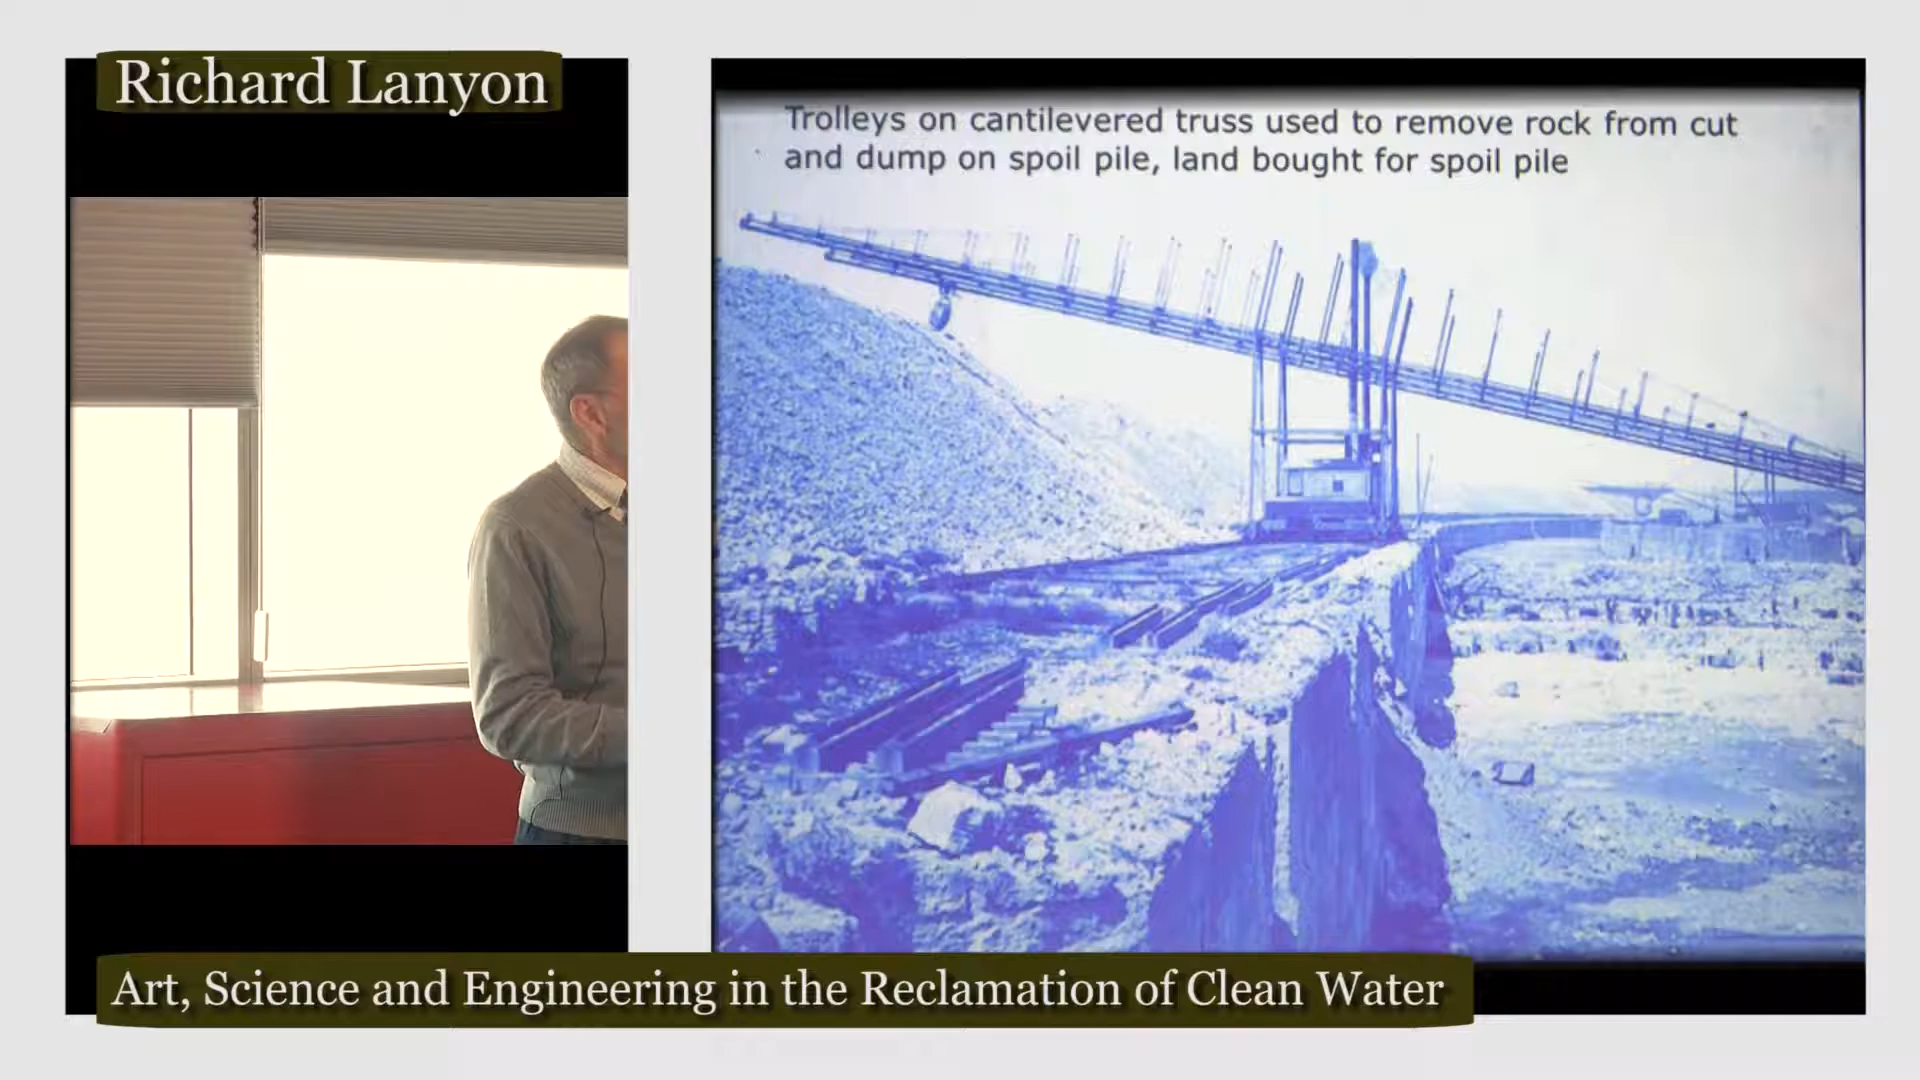 Richard Lanyon
Trolleys on cantilevered truss used to remove rock from cut
and dump on spoil pile, land bought for spoil pile
Art, Science and Engineering in the Reclamation of Clean Water